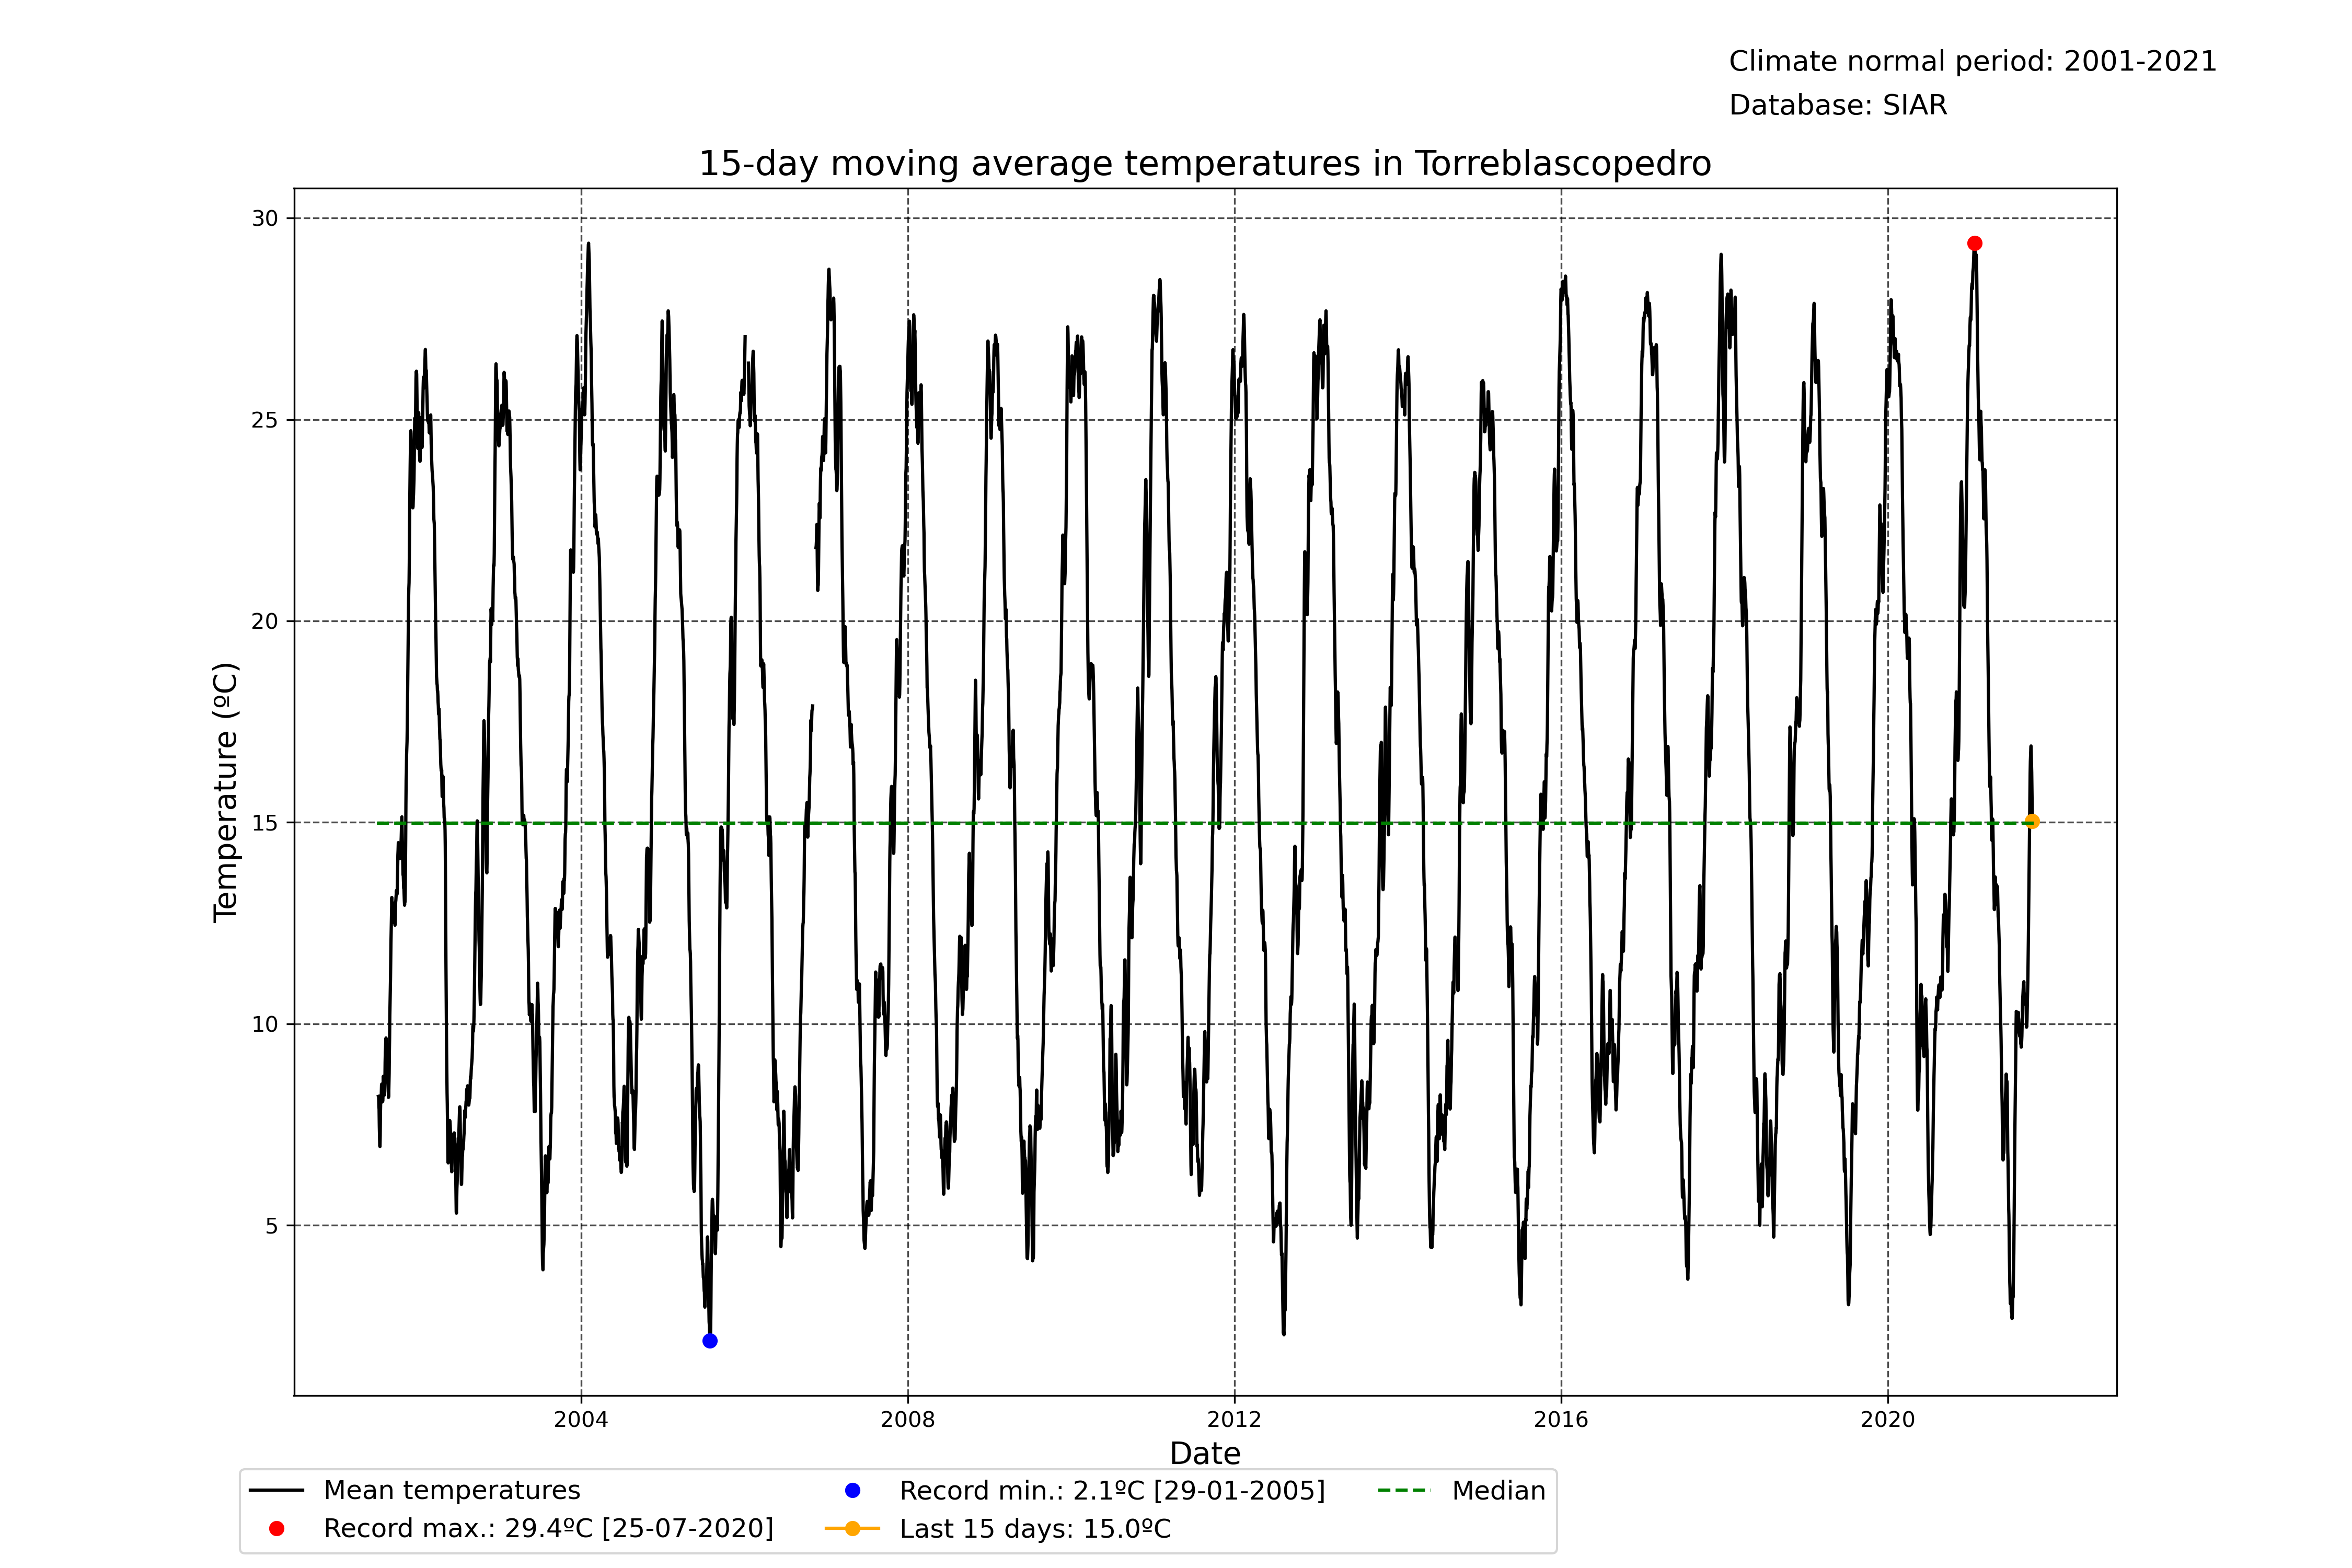 Climate normal period: 2001-2021
Database: SIAR
15-day moving average temperatures in Torreblascopedro
30
25
20
15
10
5
Temperature (ºC)
2004
2008
2012
2016
2020
Date
Mean temperatures
Record max.: 29.4ºC [25-07-2020]
Record min.: 2.1ºC [29-01-2005]
Last 15 days: 15.0ºC
Median